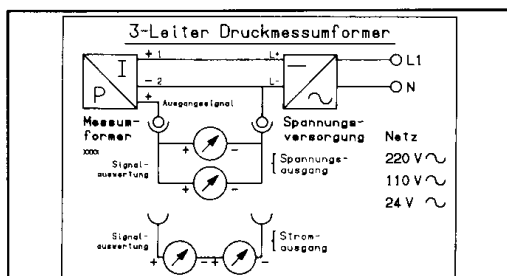 3-Leiter Druckmessumformer
+ 1 L+
I
L1
- 2 L-
N
P
+
Ausgangssignal
Messum-
former
xxxx
Spannungs-
versorgung
Netz
+ -
Signal-
auswertung
Spannungs-
ausgang
220 V ~
+ -
110 V ~
24 V ~
Signal-
auswertung
Strom-
ausgang
+ - + -